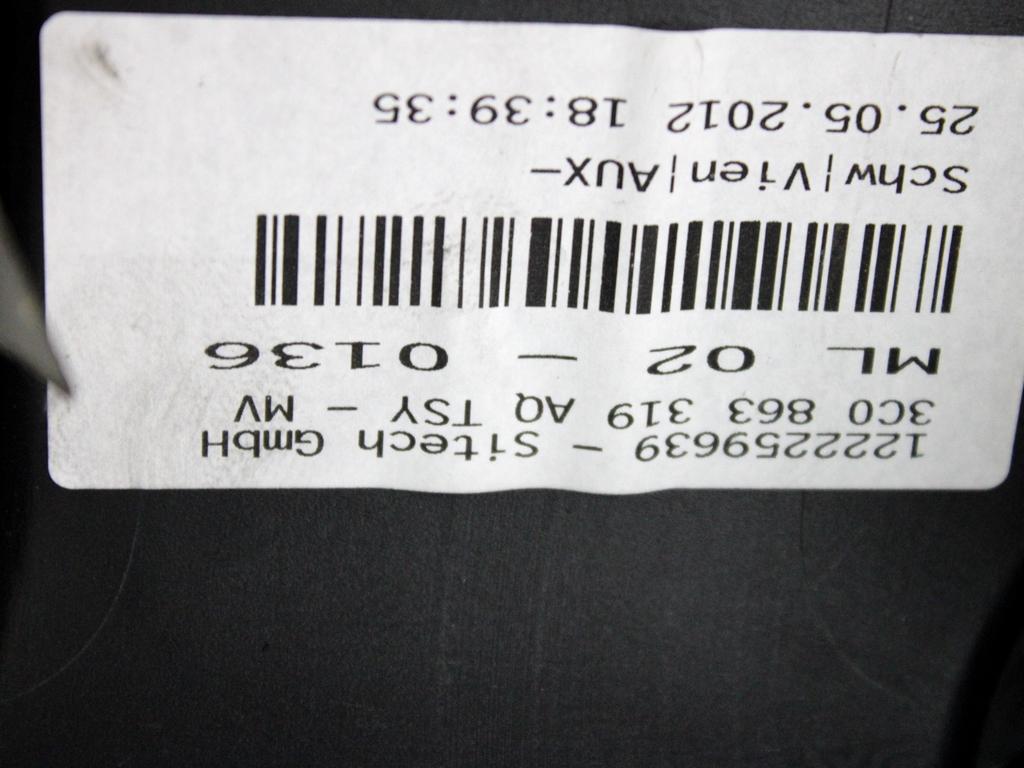 1222259639 - Sitech GmbH
3C0 863 319 AQ TSY - MV
ML 02 - 0136
Schw¦Vien¦AUX-
25.05.2012 18:39:35